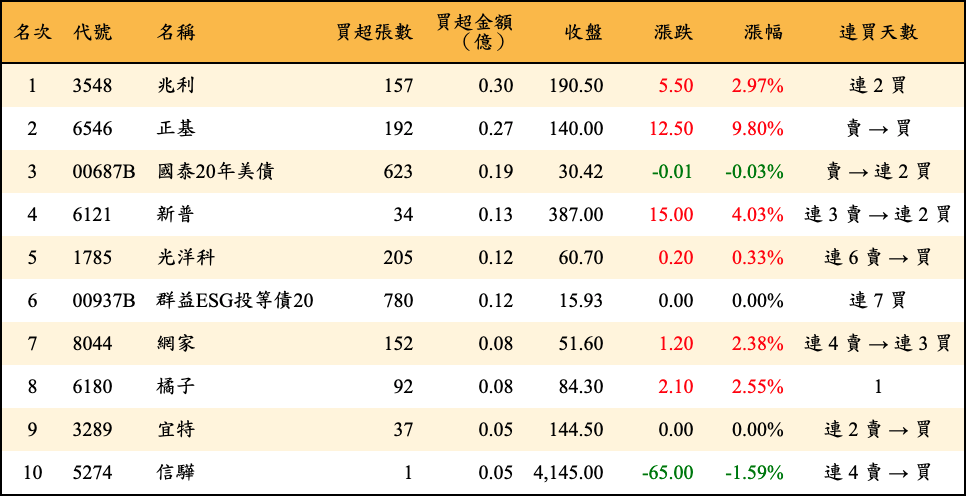 名次 代號 名稱 買超張數 買超金額（億） 收盤 漲跌 漲幅 連買天數
1 3548 兆利 157 0.30 190.50 5.50 2.97% 連 2 買
2 6546 正基 192 0.27 140.00 12.50 9.80% 賣 → 買
3 00687B 國泰20年美債 623 0.19 30.42 -0.01 -0.03% 賣 → 連 2 買
4 6121 新普 34 0.13 387.00 15.00 4.03% 連 3 賣 → 連 2 買
5 1785 光洋科 205 0.12 60.70 0.20 0.33% 連 6 賣 → 買
6 00937B 群益ESG投等債20 780 0.12 15.93 0.00 0.00% 連 7 買
7 8044 網家 152 0.08 51.60 1.20 2.38% 連 4 賣 → 連 3 買
8 6180 橘子 92 0.08 84.30 2.10 2.55% 1
9 3289 宜特 37 0.05 144.50 0.00 0.00% 連 2 賣 → 買
10 5274 信驊 1 0.05 4,145.00 -65.00 -1.59% 連 4 賣 → 買